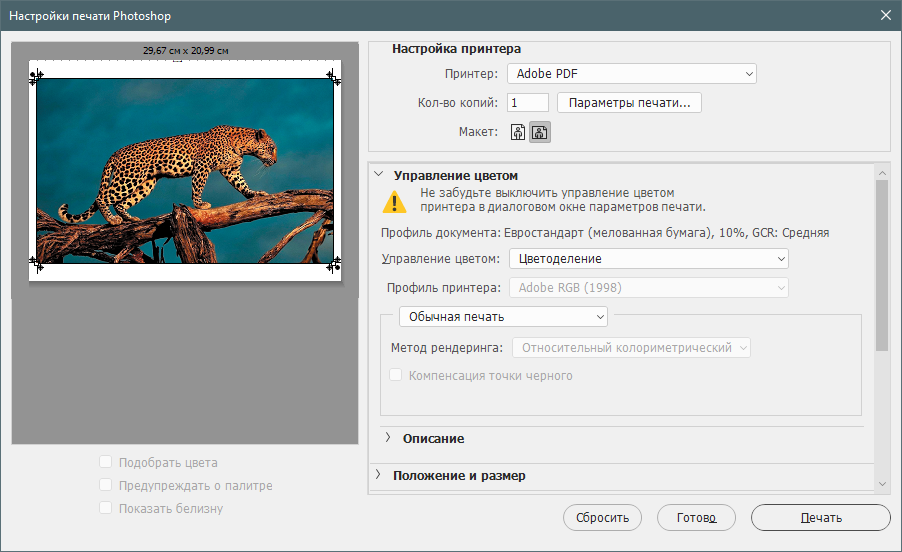 Настройки печати Photoshop
29,67 см x 20,99 см
Настройка принтера
Принтер: Adobe PDF
Кол-во копий: 1 Параметры печати...
Макет:
Управление цветом
Не забудьте выключить управление цветом
принтера в диалоговом окне параметров печати.
Профиль документа: Евростандарт (мелованная бумага), 10%, GCR: Средняя
Управление цветом: Цветоделение
Профиль принтера: Adobe RGB (1998)
Обычная печать
Метод рендеринга: Относительный колориметрический
Компенсация точки черного
Описание
Положение и размер
Подобрать цвета
Предупреждать о палитре
Показать белизну
Сбросить Готово Печать